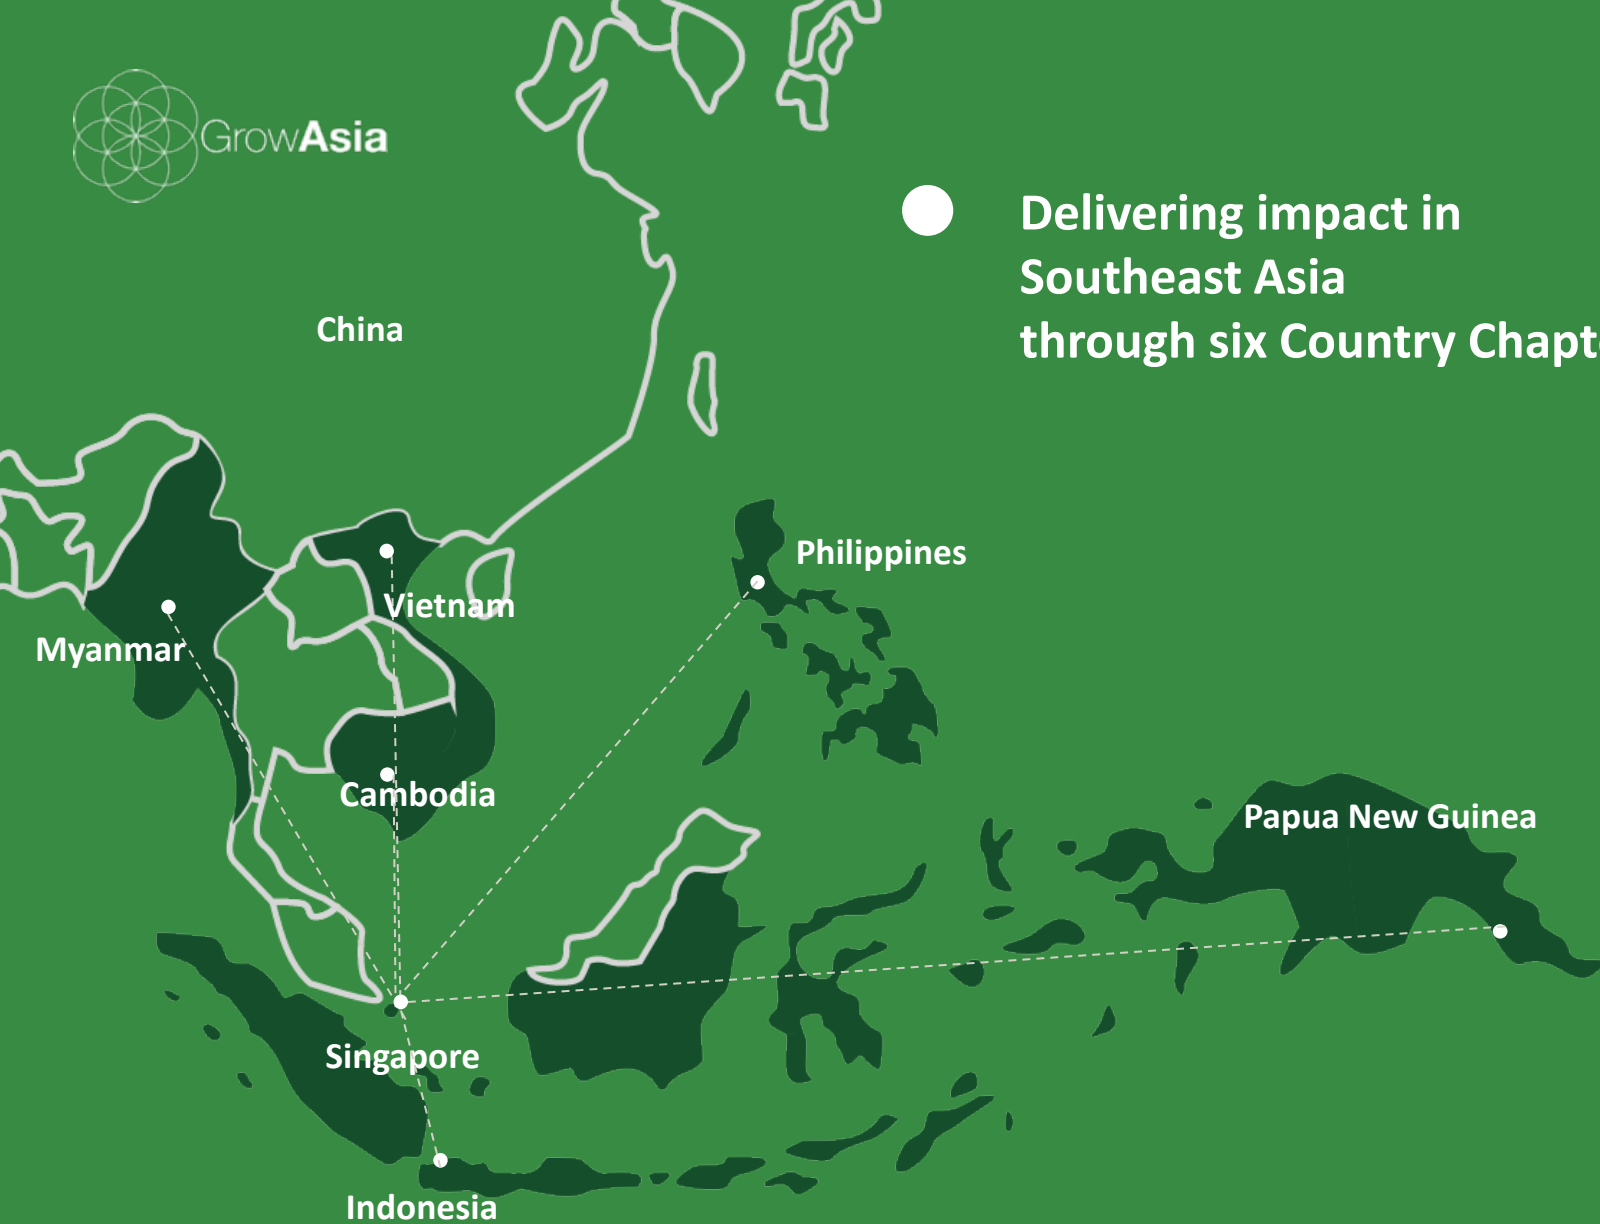 GrowAsia
Delivering impact in
Southeast Asia
through six Country Chapt
China
Philippines
Vietnam
Myanmar
Cambodia
Papua New Guinea
Singapore
Indonesia